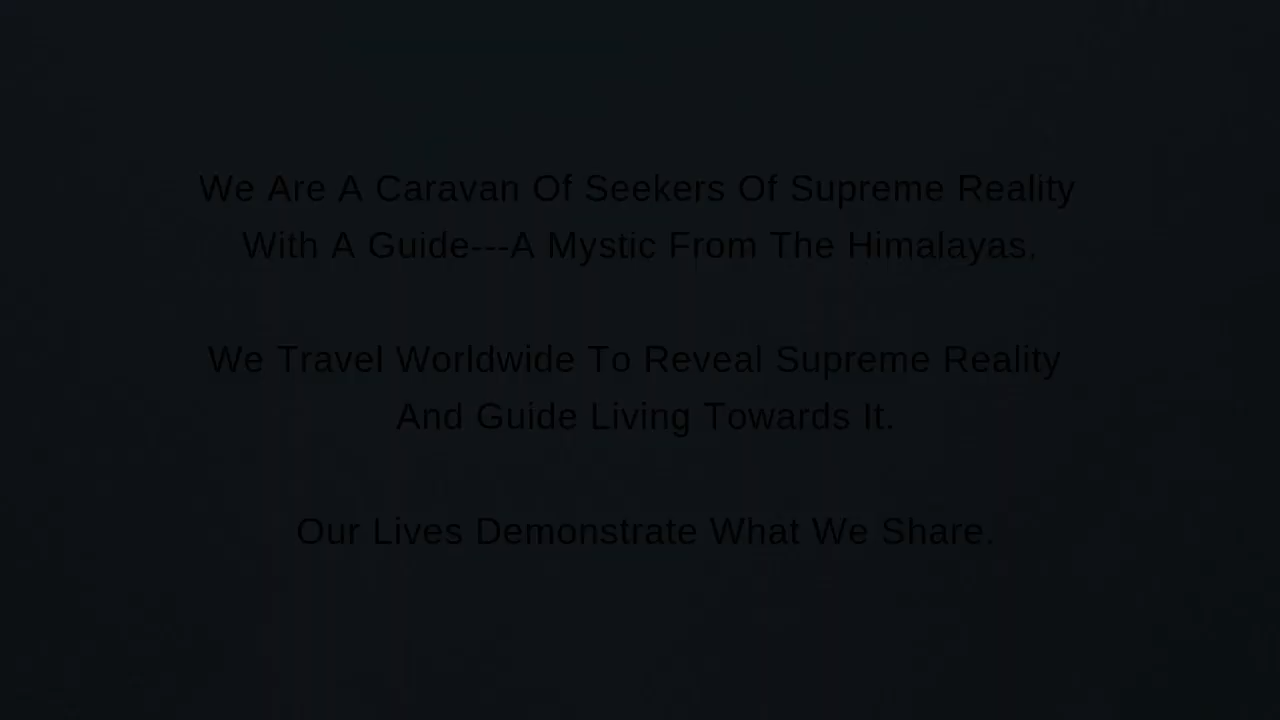 We Are A Caravan Of Seekers Of Supreme Reality
With A Guide---A Mystic From The Himalayas.
We Travel Worldwide To Reveal Supreme Reality
And Guide Living Towards It.
Our Lives Demonstrate What We Share.